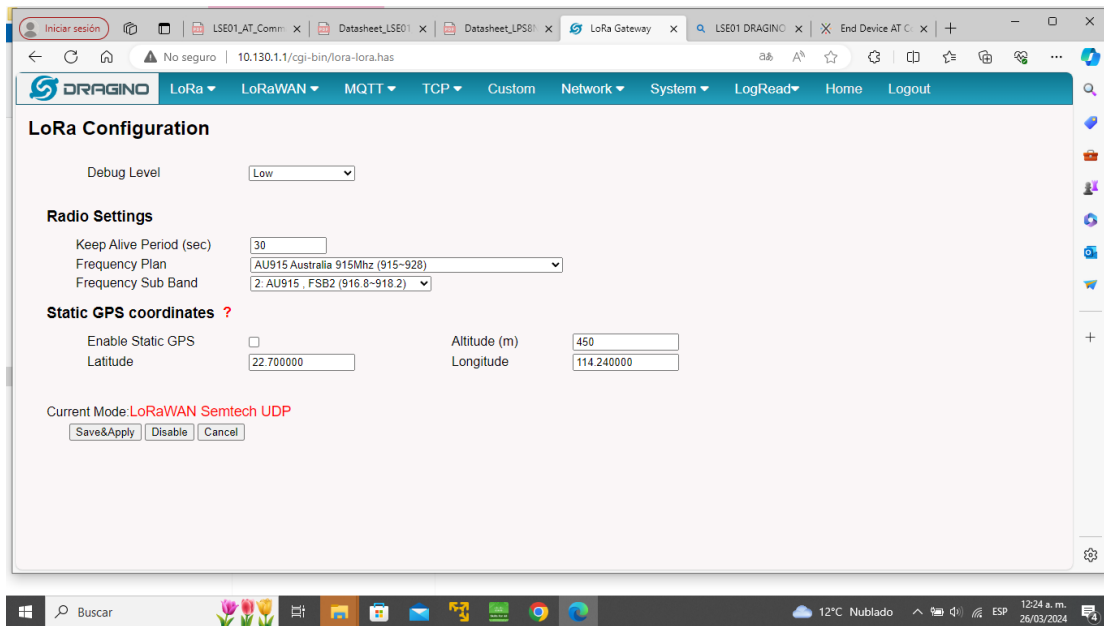 Iniciar sesión
LSE01_AT_Comm
Datasheet_LSE01
Datasheet_LPS8N
LoRa Gateway
LSE01 DRAGINO
End Device AT Co
No seguro
10.130.1.1/cgi-bin/lora-lora.has
DRAGINO
LoRa
LoRaWAN
MQTT
TCP
Custom
Network
System
LogRead
Home
Logout
LoRa Configuration
Debug Level Low
Radio Settings
Keep Alive Period (sec) 30
Frequency Plan AU915 Australia 915Mhz (915~928)
Frequency Sub Band 2: AU915 , FSB2 (916.8~918.2)
Static GPS coordinates ?
Enable Static GPS Altitude (m) 450
Latitude 22.700000 Longitude 114.240000
Current Mode:LoRaWAN Semtech UDP
Save&Apply Disable Cancel
Buscar
12°C Nublado
ESP
12:24 a. m.
26/03/2024
4